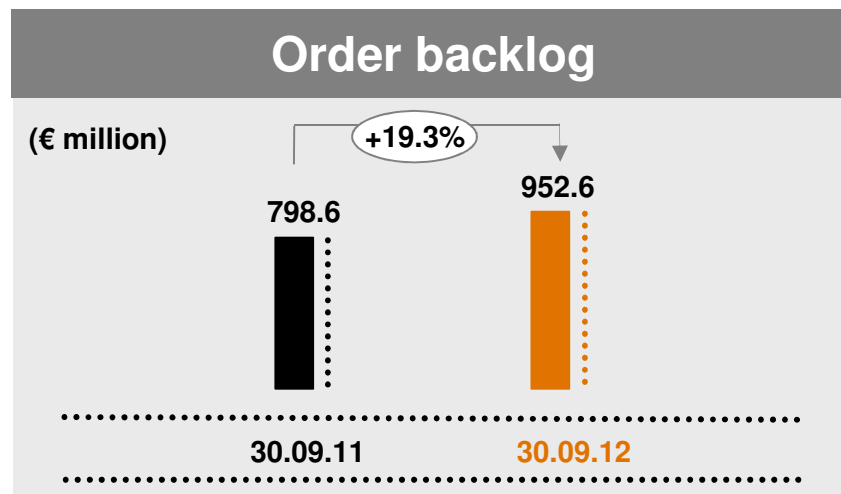 Order backlog
(€ million)
+19.3%
952.6
798.6
30.09.11 30.09.12